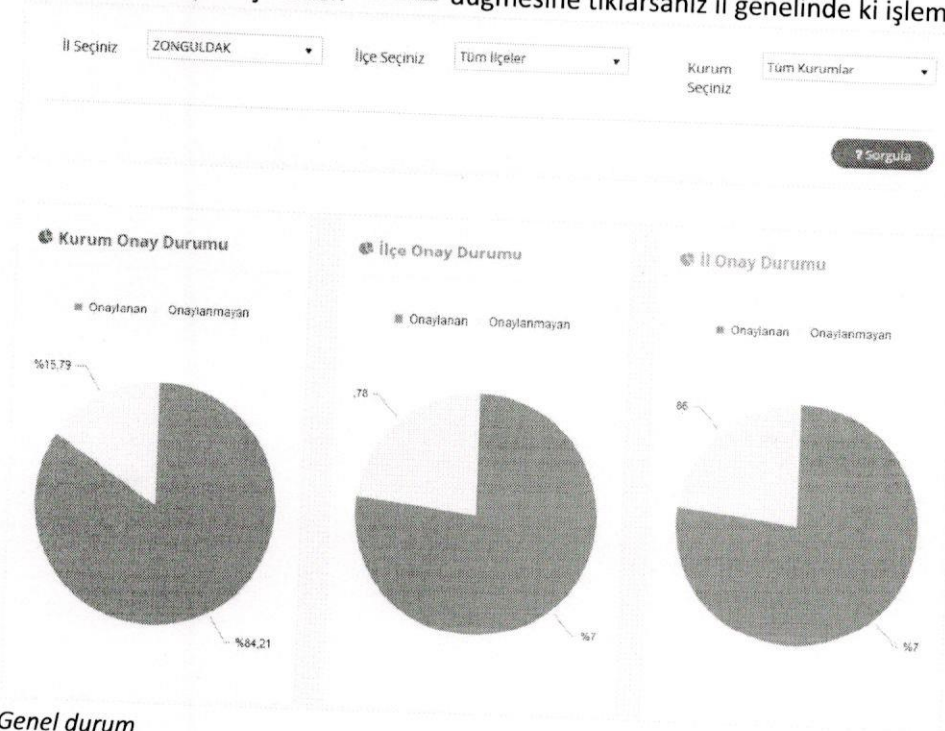 düğmesine tıklarsanız il genelinde ki işlem
İl Seçiniz ZONGULDAK İlçe Seçiniz Tüm İlçeler Kurum Seçiniz Tüm Kurumlar
? Sorgula
Kurum Onay Durumu
Onaylanan Onaylanmayan
%15,79
%84,21
İlçe Onay Durumu
Onaylanan Onaylanmayan
,78
%7
İl Onay Durumu
Onaylanan Onaylanmayan
86
%7
Genel durum